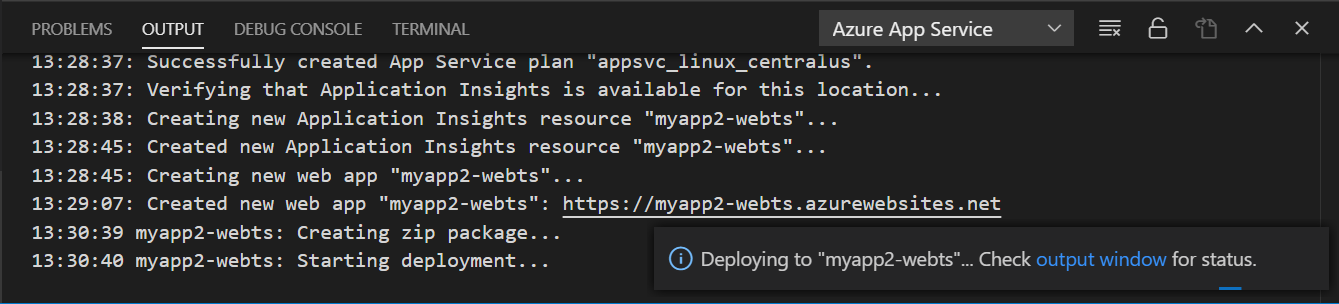 PROBLEMS OUTPUT DEBUG CONSOLE TERMINAL Azure App Service
13:28:37: Successfully created App Service plan "appsvc_linux_centralus".
13:28:37: Verifying that Application Insights is available for this location...
13:28:38: Creating new Application Insights resource "myapp2-webts"...
13:28:45: Created new Application Insights resource "myapp2-webts"...
13:28:45: Creating new web app "myapp2-webts"...
13:29:07: Created new web app "myapp2-webts": https://myapp2-webts.azurewebsites.net
13:30:39 myapp2-webts: Creating zip package...
13:30:40 myapp2-webts: Starting deployment...
Deploying to "myapp2-webts"... Check output window for status.